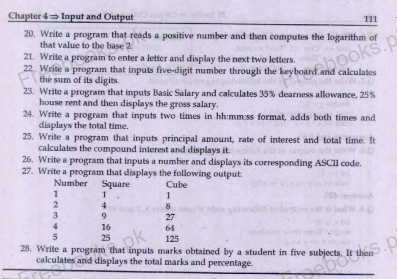 Chapter 4 ⇒ Input and Output 111
20. Write a program that reads a positive number and then computes the logarithm of
that value to the base 2.
21. Write a program to enter a letter and display the next two letters.
22. Write a program that inputs five-digit number through the keyboard and calculates
the sum of its digits.
23. Write a program that inputs Basic Salary and calculates 35% dearness allowance, 25%
house rent and then displays the gross salary.
24. Write a program that inputs two times in hh:mm:ss format, adds both times and
displays the total time.
25. Write a program that inputs principal amount, rate of interest and total time. It
calculates the compound interest and displays it.
26. Write a program that inputs a number and displays its corresponding ASCII code.
27. Write a program that displays the following output:
Number Square Cube
1 1 1
2 4 8
3 9 27
4 16 64
5 25 125
28. Write a program that inputs marks obtained by a student in five subjects. It then
calculates and displays the total marks and percentage.